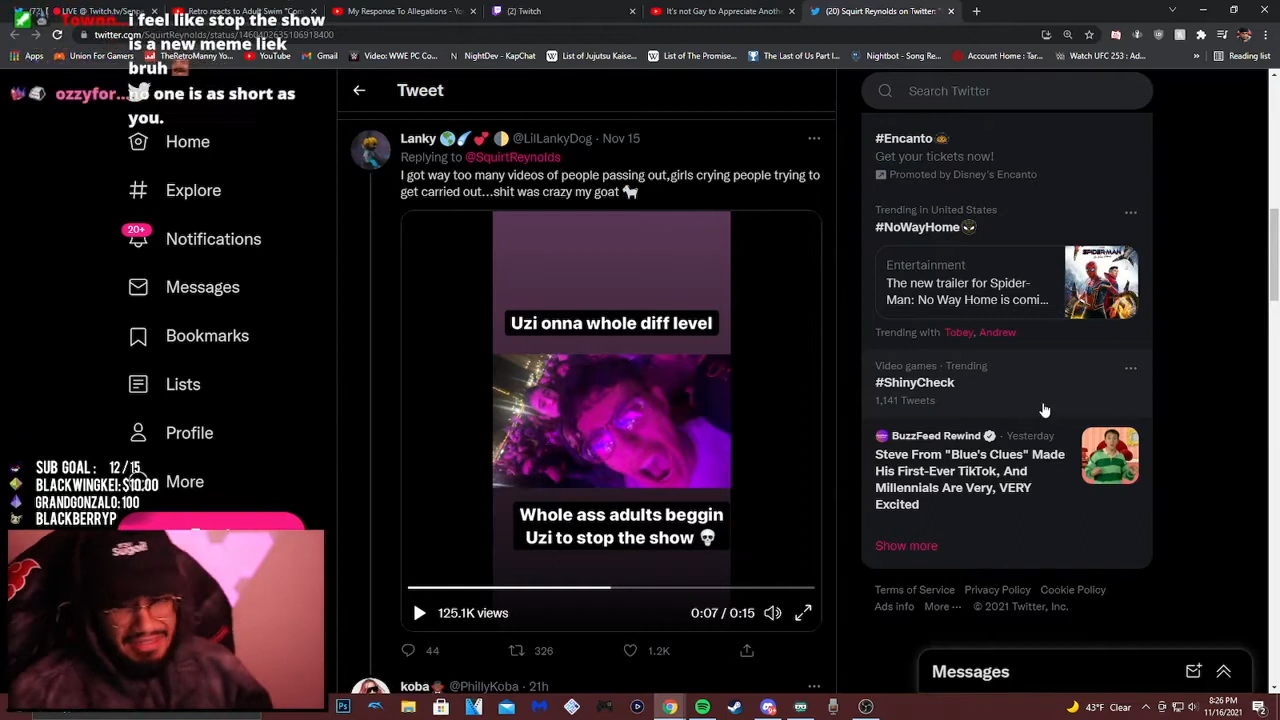 LIVE @ Twitch.tv/Sgtsni
Retro reacts to Adult Swim "Com
My Response To Allegations - Yo
(2) Twitch
It's not Gay to Appreciate Anoth
(20) Squirt Reynolds on Twitter:
twitter.com/SquirtReynolds/status/1460402635106918400
Apps
Union For Gamers
TheRetroManny You...
YouTube
Gmail
Video: WWE PC Com...
NightDev - KapChat
List of Jujutsu Kaise...
The Last of Us Part...
Nightbot - Song Re...
Account Home : Tar...
Watch UFC 253 - ...
Reading list
i feel like stop the show
is a new meme liek
bruh
ozzyfor...
no one is as short as
you.
Home
Explore
20+
Notifications
Messages
Bookmarks
Lists
Profile
More
SUB GOAL : 12/15
BLACKWINGKEI: $10.00
GRANDGONZALO: 100
BLACKBERRYP
Tweet
Lanky @LilLankyDog · Nov 15
Replying to @SquirtReynolds
I got way too many videos of people passing out,girls crying people trying to
get carried out...shit was crazy my goat
Uzi onna whole diff level
Whole ass adults beggin
Uzi to stop the show
125.1K views
0:07 / 0:15
44
326
1.2K
koba @PhillyKoba · 21h
Search Twitter
#Encanto
Get your tickets now!
Promoted by Disney's Encanto
Trending in United States
#NoWayHome
Entertainment
The new trailer for Spider-
Man: No Way Home is comi...
SPIDER-MAN
Trending with Tobey, Andrew
Video games · Trending
#ShinyCheck
1,141 Tweets
BuzzFeed Rewind · Yesterday
Steve From "Blue's Clues" Made
His First-Ever TikTok, And
Millennials Are Very, VERY
Excited
Show more
Terms of Service Privacy Policy Cookie Policy
Ads info More ··· © 2021 Twitter, Inc.
Messages
43°F Clear
8:26 PM
11/16/2021